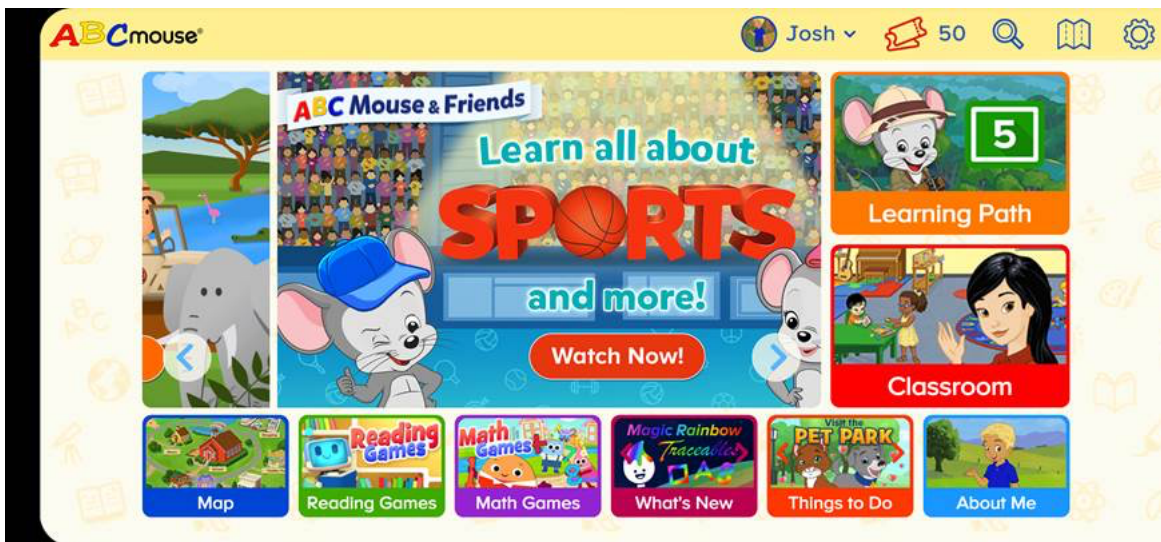 ABCmouse®
Josh
50
ABC Mouse & Friends
Learn all about
SPORTS
and more!
Watch Now!
5
Learning Path
Classroom
Map
Reading
Games
Reading Games
Math
Games
Math Games
Magic Rainbow
Traceables
What's New
Visit the
PET PARK
Things to Do
About Me